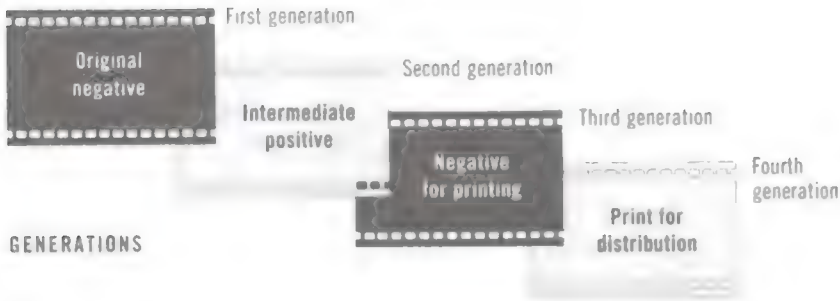 First generation
Original
negative
Second generation
Intermediate
positive
Third generation
Negative
for printing
Fourth
generation
Print for
distribution
GENERATIONS